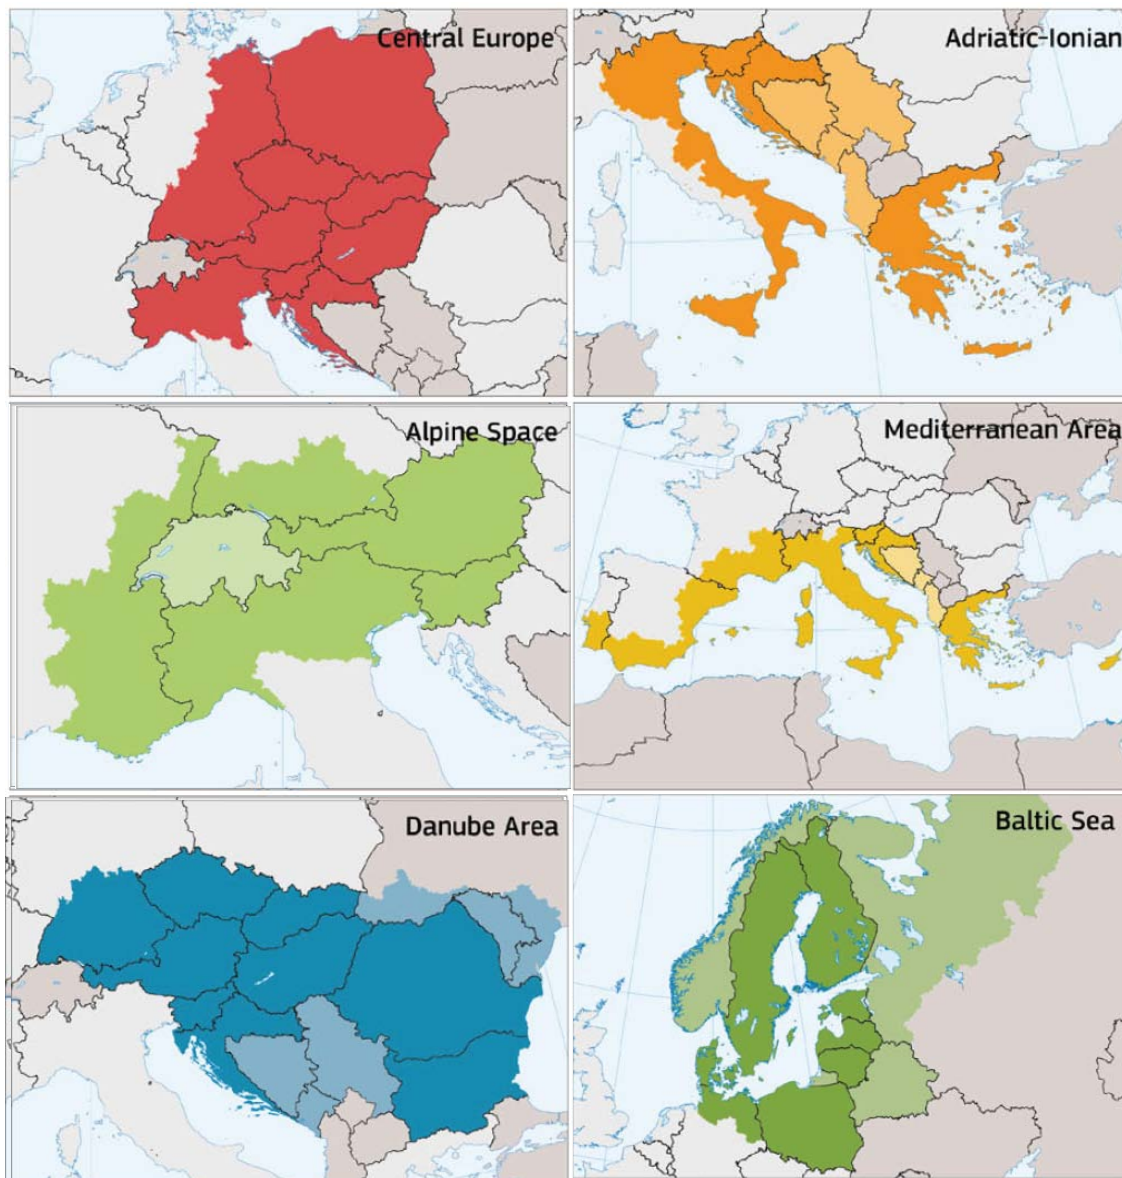 Central Europe
Adriatic-Ionian
Alpine Space
Mediterranean Area
Danube Area
Baltic Sea